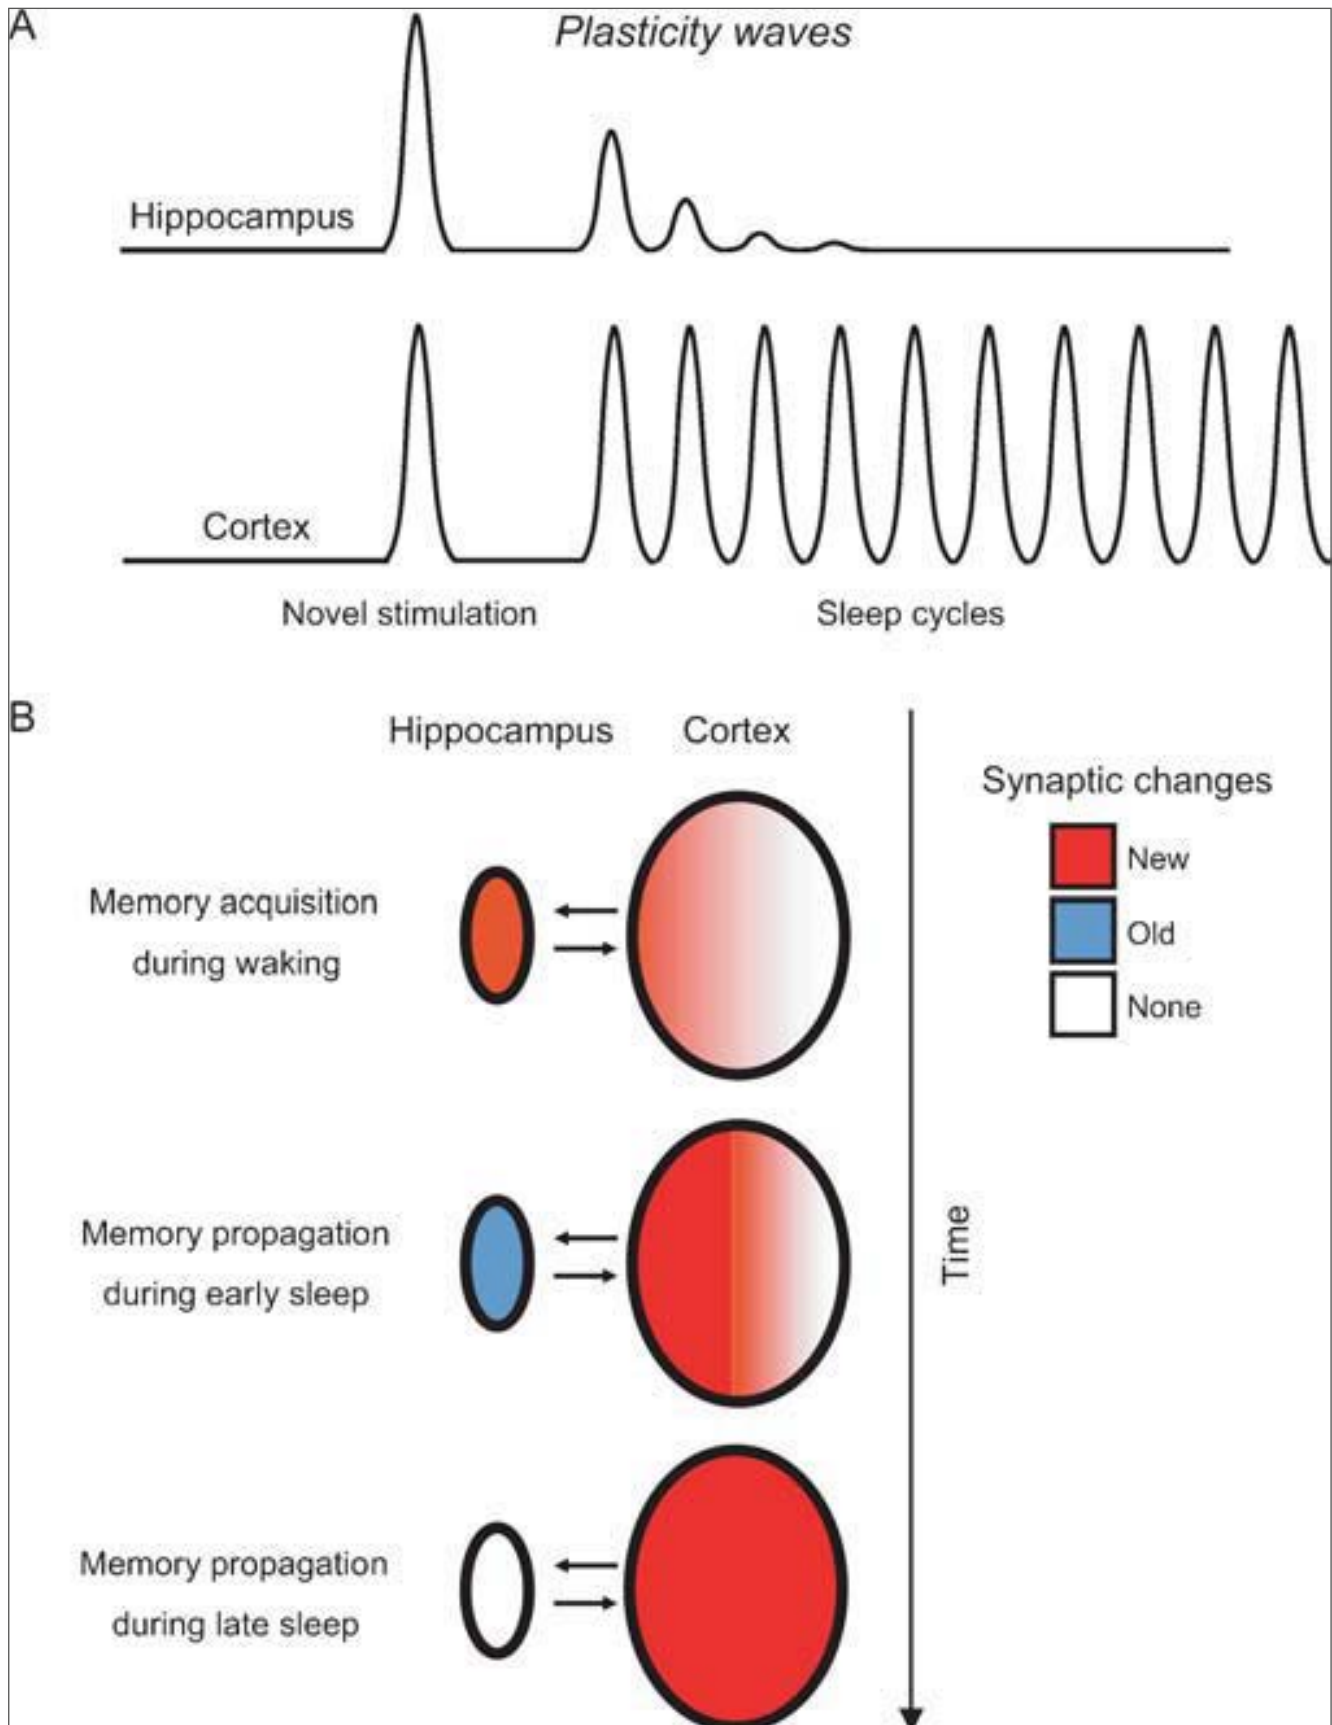 A
Plasticity waves
Hippocampus
Cortex
Novel stimulation
Sleep cycles
B
Hippocampus
Cortex
Synaptic changes
New
Old
None
Memory acquisition
during waking
Memory propagation
during early sleep
Time
Memory propagation
during late sleep